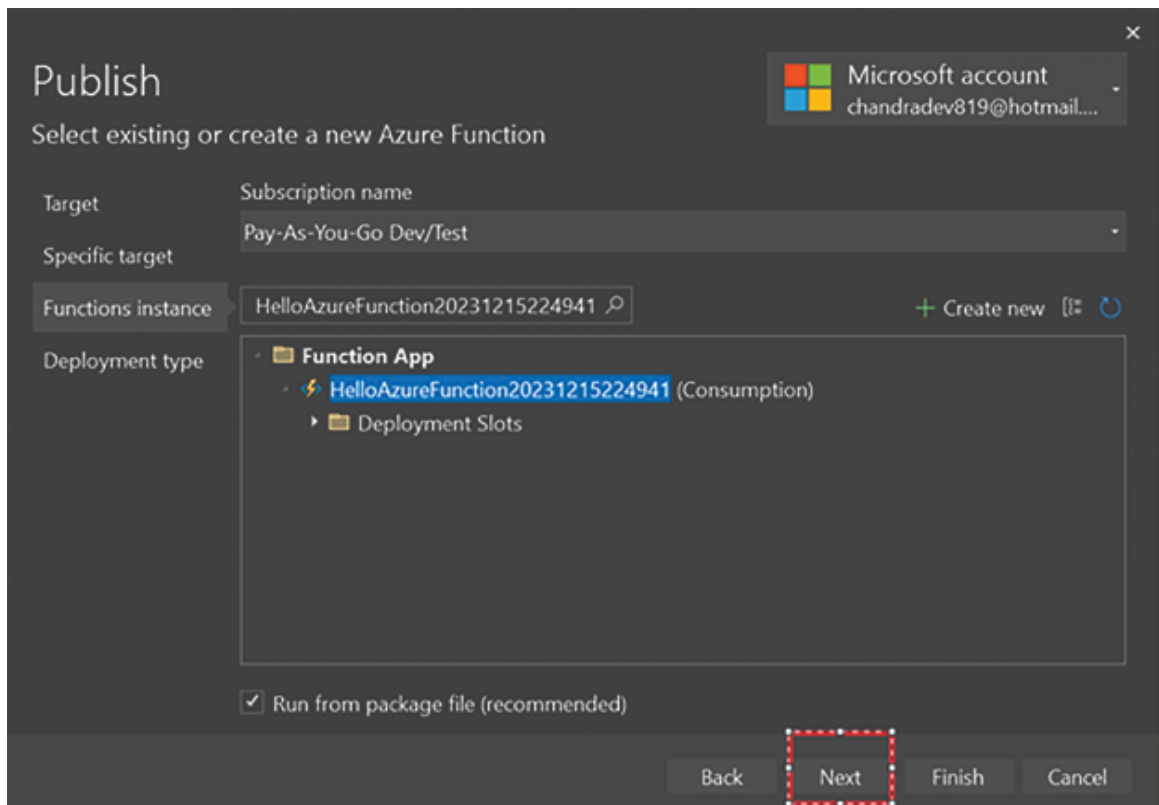 Publish
Microsoft account
chandradev819@hotmail....
Select existing or create a new Azure Function
Target
Specific target
Functions instance
Deployment type
Subscription name
Pay-As-You-Go Dev/Test
HelloAzureFunction20231215224941
Create new
Function App
HelloAzureFunction20231215224941 (Consumption)
Deployment Slots
Run from package file (recommended)
Back Next Finish Cancel